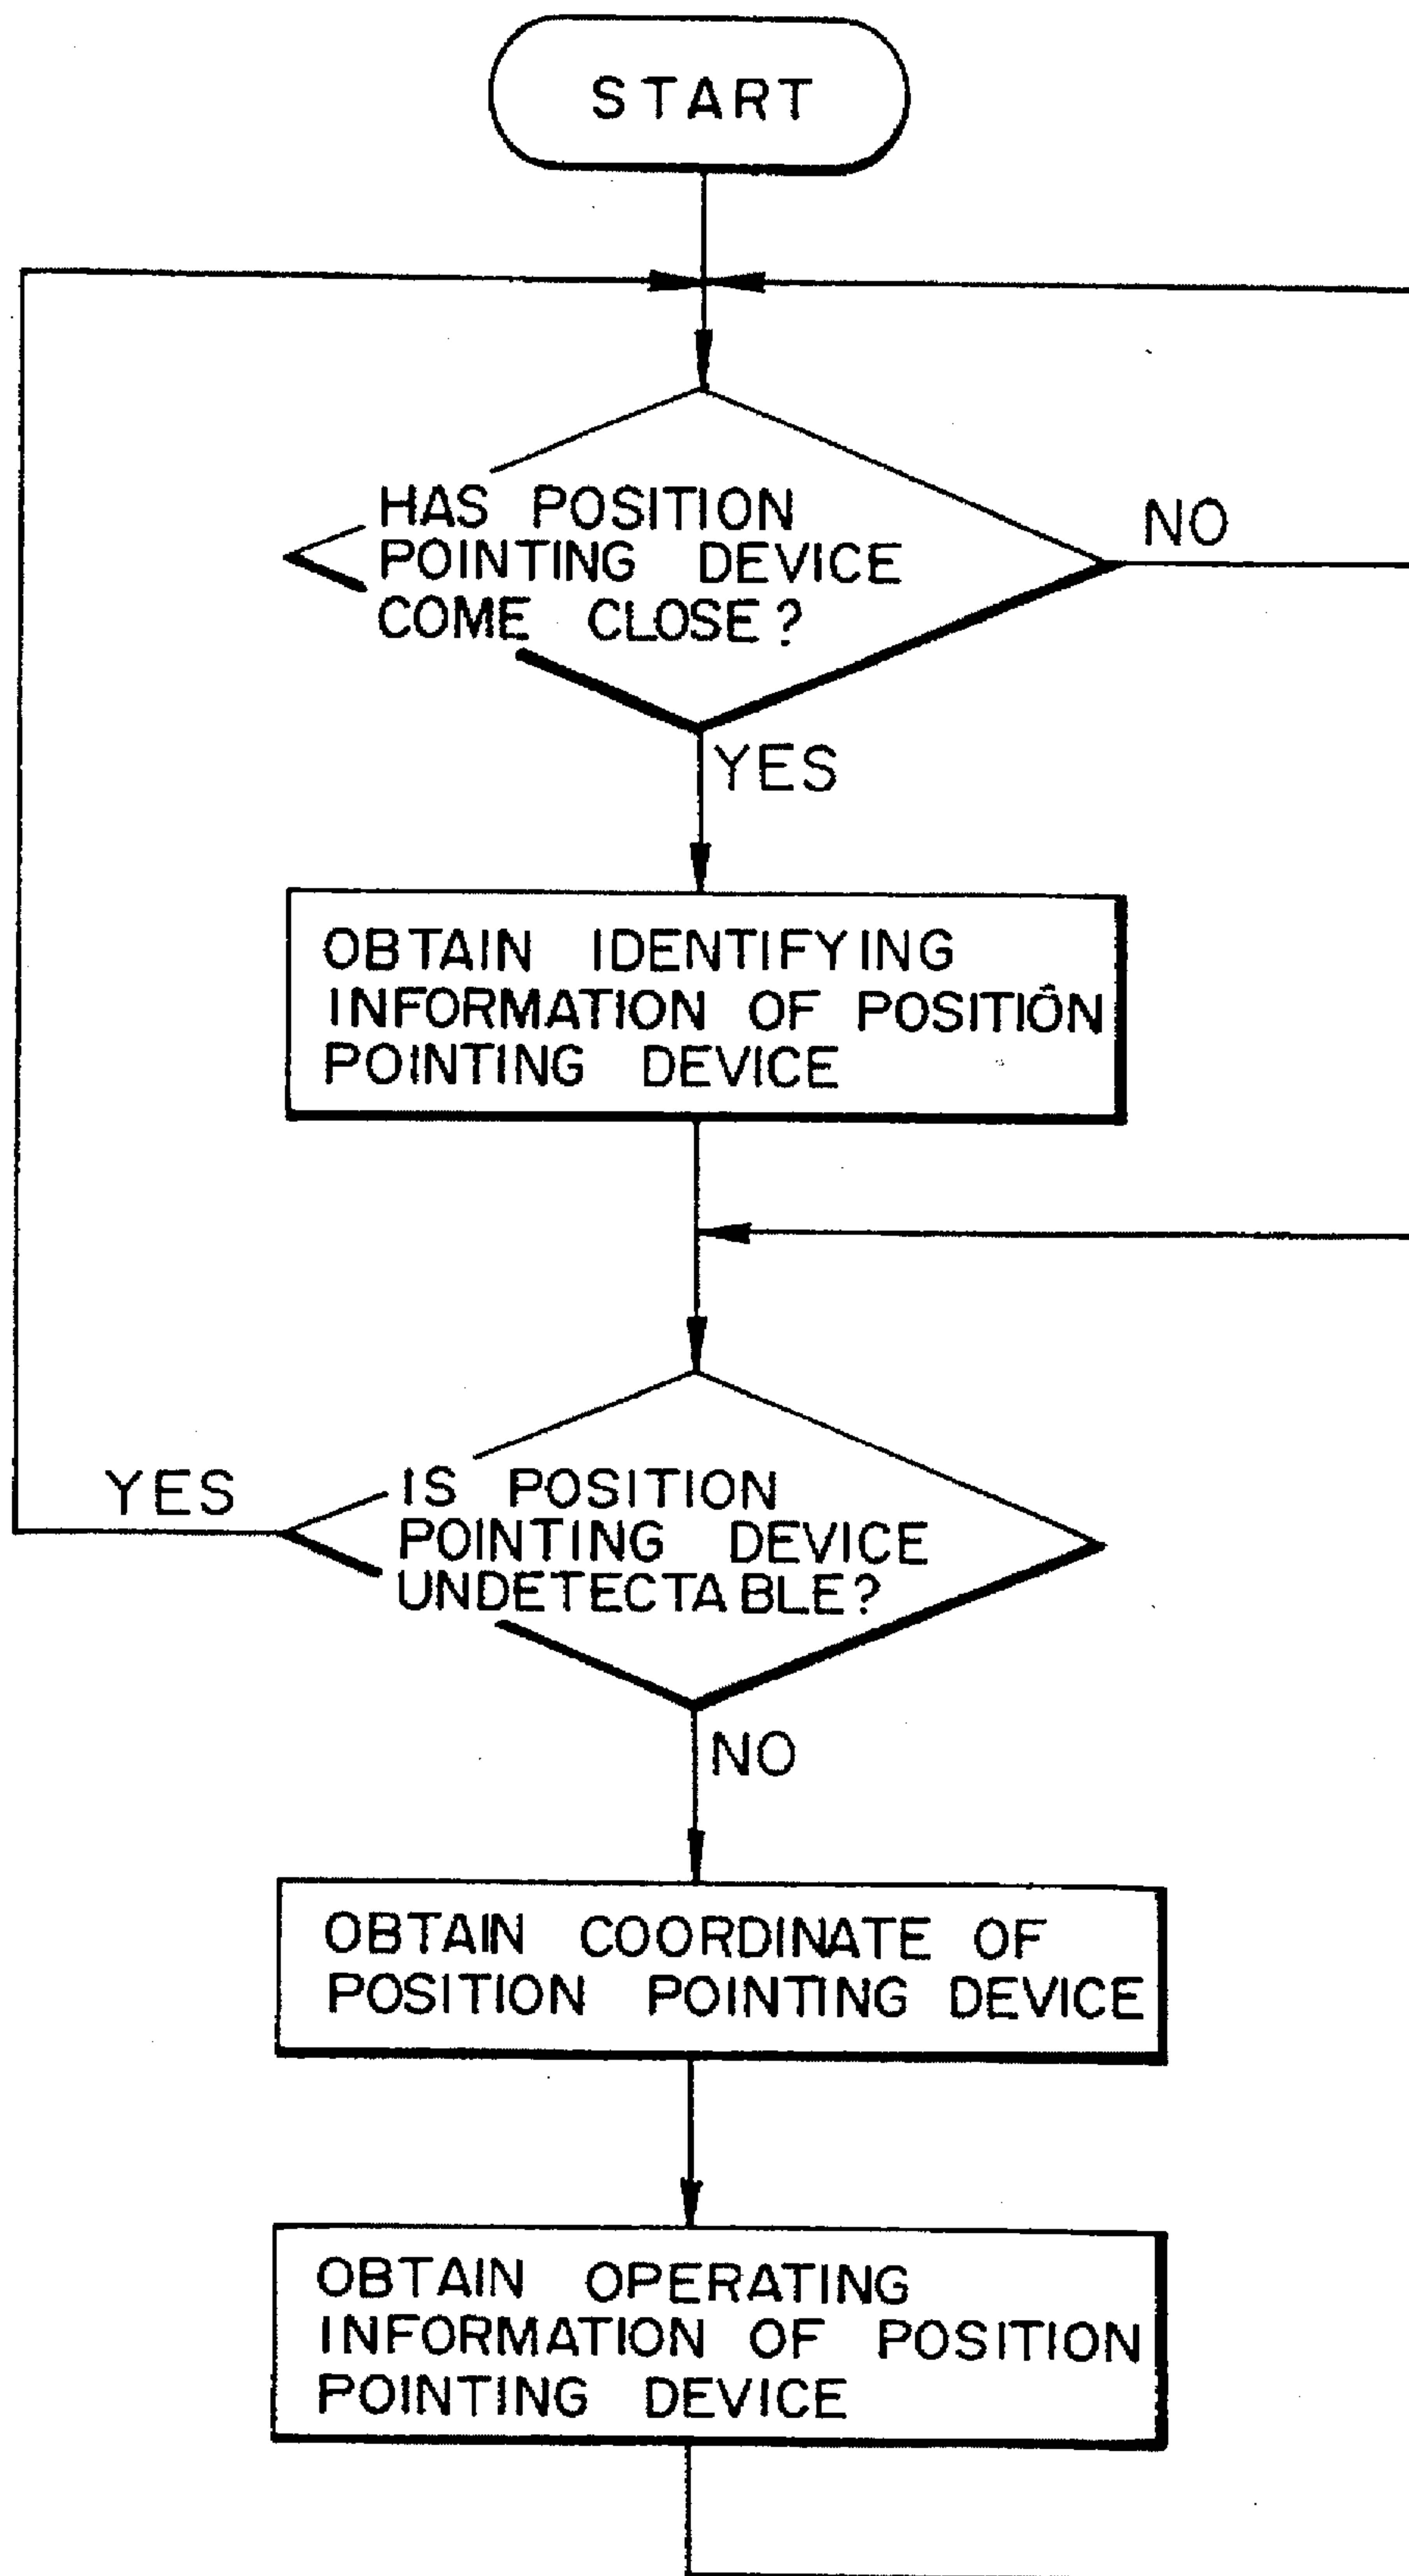 START
HAS POSITION
POINTING DEVICE
COME CLOSE?
NO
YES
OBTAIN IDENTIFYING
INFORMATION OF POSITION
POINTING DEVICE
YES
IS POSITION
POINTING DEVICE
UNDETECTABLE?
NO
OBTAIN COORDINATE OF
POSITION POINTING DEVICE
OBTAIN OPERATING
INFORMATION OF POSITION
POINTING DEVICE